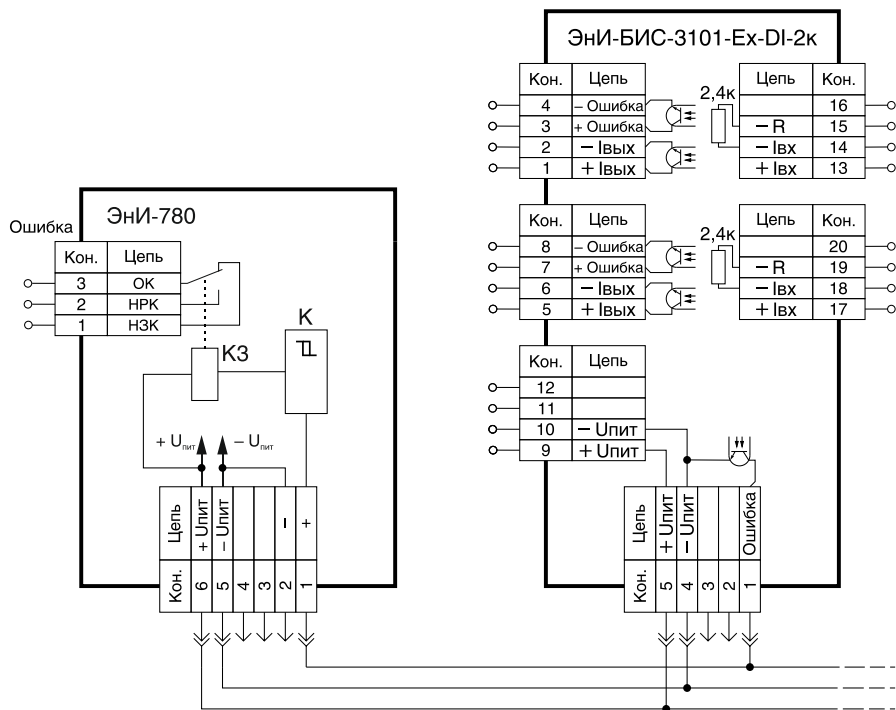 ЭнИ-БИС-3101-Ex-DI-2к
Кон. Цепь
4 – Ошибка
3 + Ошибка
2 – Iвых
1 + Iвых
2,4к
Цепь Кон.
16
– R 15
– Iвх 14
+ Iвх 13
Кон. Цепь
8 – Ошибка
7 + Ошибка
6 – Iвых
5 + Iвых
2,4к
Цепь Кон.
20
– R 19
– Iвх 18
+ Iвх 17
Кон. Цепь
12
11
10 – Uпит
9 + Uпит
Цепь + Uпит – Uпит Ошибка
Кон. 5 4 3 2 1
ЭнИ-780
Ошибка
Кон. Цепь
3 ОК
2 НРК
1 НЗК
К
К3
+ Uпит – Uпит
Цепь + Uпит – Uпит – +
Кон. 6 5 4 3 2 1